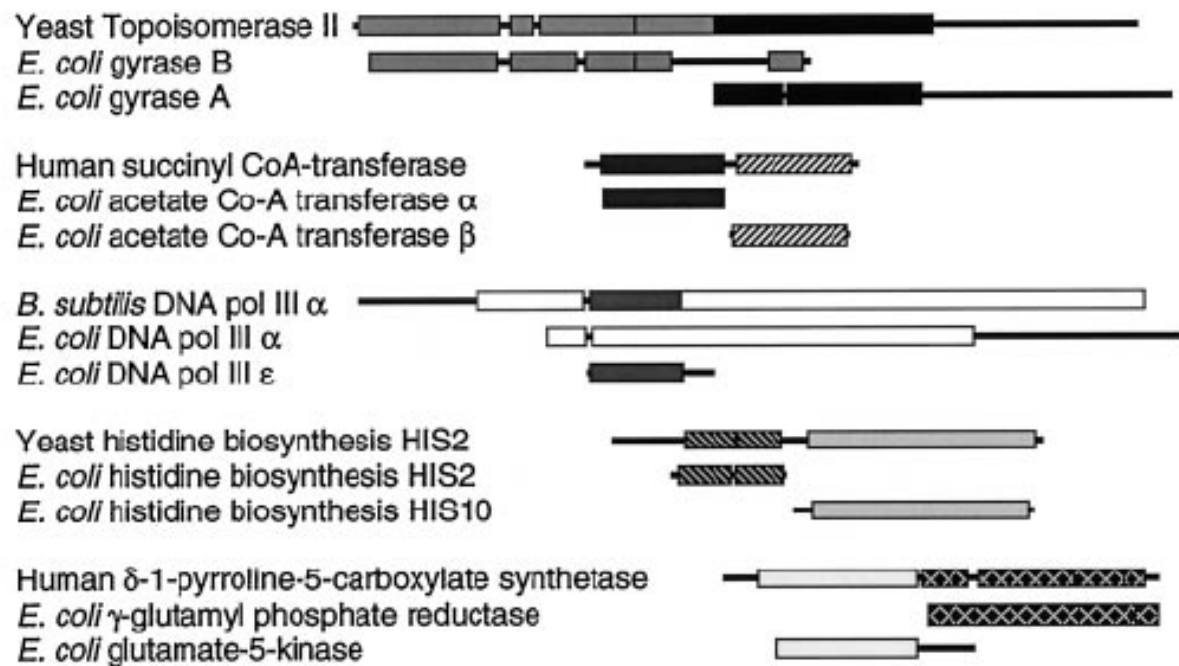 Yeast Topoisomerase II
E. coli gyrase B
E. coli gyrase A
Human succinyl CoA-transferase
E. coli acetate Co-A transferase α
E. coli acetate Co-A transferase β
B. subtilis DNA pol III α
E. coli DNA pol III α
E. coli DNA pol III ε
Yeast histidine biosynthesis HIS2
E. coli histidine biosynthesis HIS2
E. coli histidine biosynthesis HIS10
Human δ-1-pyrroline-5-carboxylate synthetase
E. coli γ-glutamyl phosphate reductase
E. coli glutamate-5-kinase